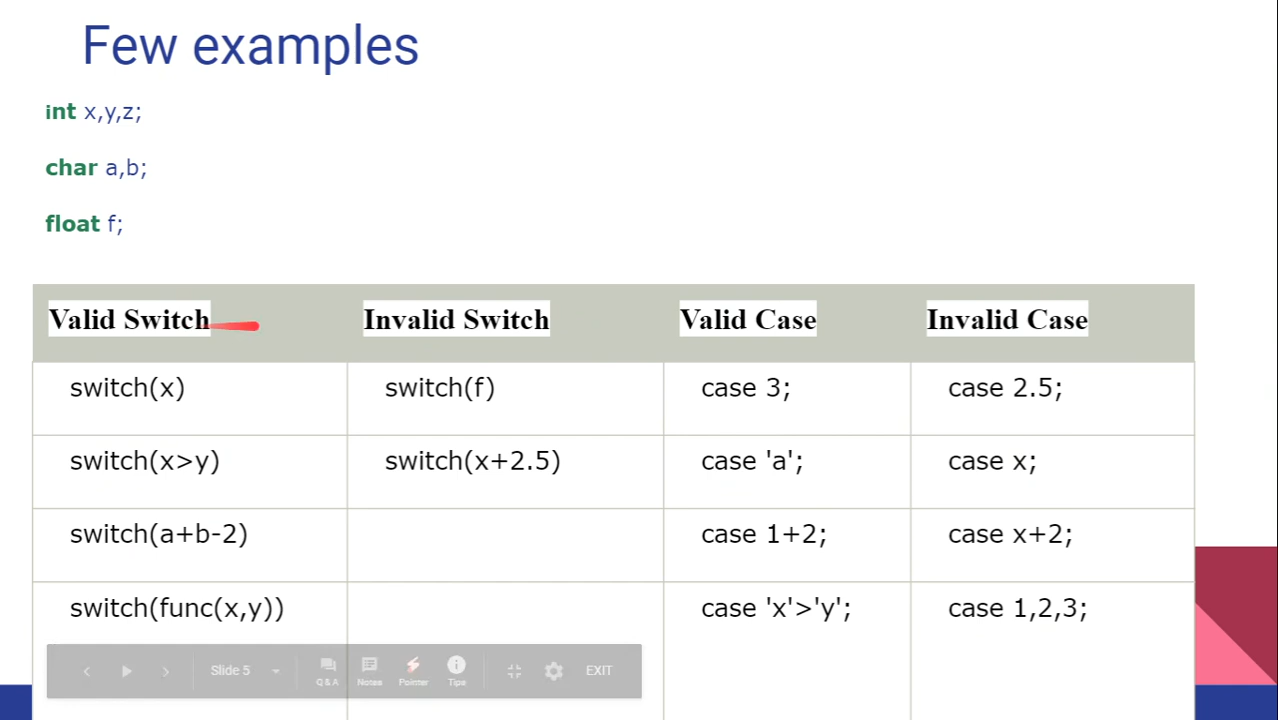 Few examples
int x,y,z;
char a,b;
float f;
Valid Switch Invalid Switch Valid Case Invalid Case
switch(x) switch(f) case 3; case 2.5;
switch(x>y) switch(x+2.5) case 'a'; case x;
switch(a+b-2) case 1+2; case x+2;
switch(func(x,y)) case 'x'>'y'; case 1,2,3;
Slide 5 Q & A Notes Pointer Tips EXIT